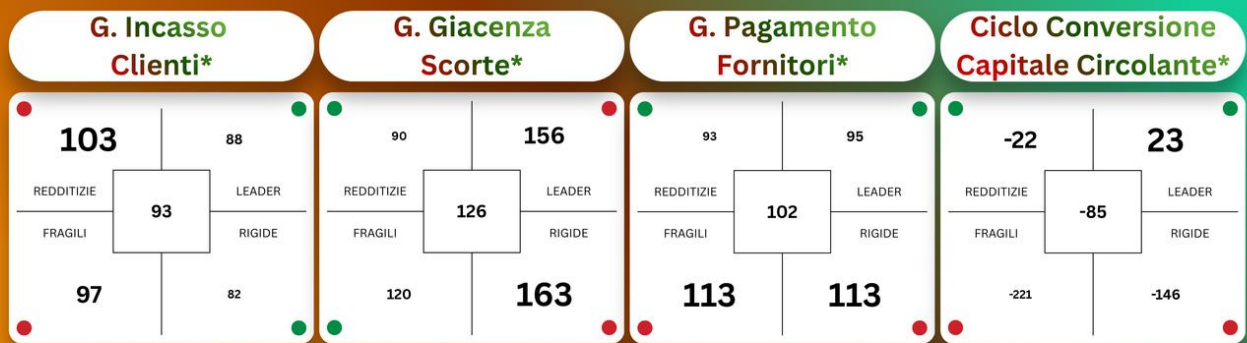 G. Incasso
Clienti*
G. Giacenza
Scorte*
G. Pagamento
Fornitori*
Ciclo Conversione
Capitale Circolante*
103
88
REDDITIZIE
LEADER
93
FRAGILI
RIGIDE
97
82
90
156
REDDITIZIE
LEADER
126
FRAGILI
RIGIDE
120
163
93
95
REDDITIZIE
LEADER
102
FRAGILI
RIGIDE
113
113
-22
23
REDDITIZIE
LEADER
-85
FRAGILI
RIGIDE
-221
-146